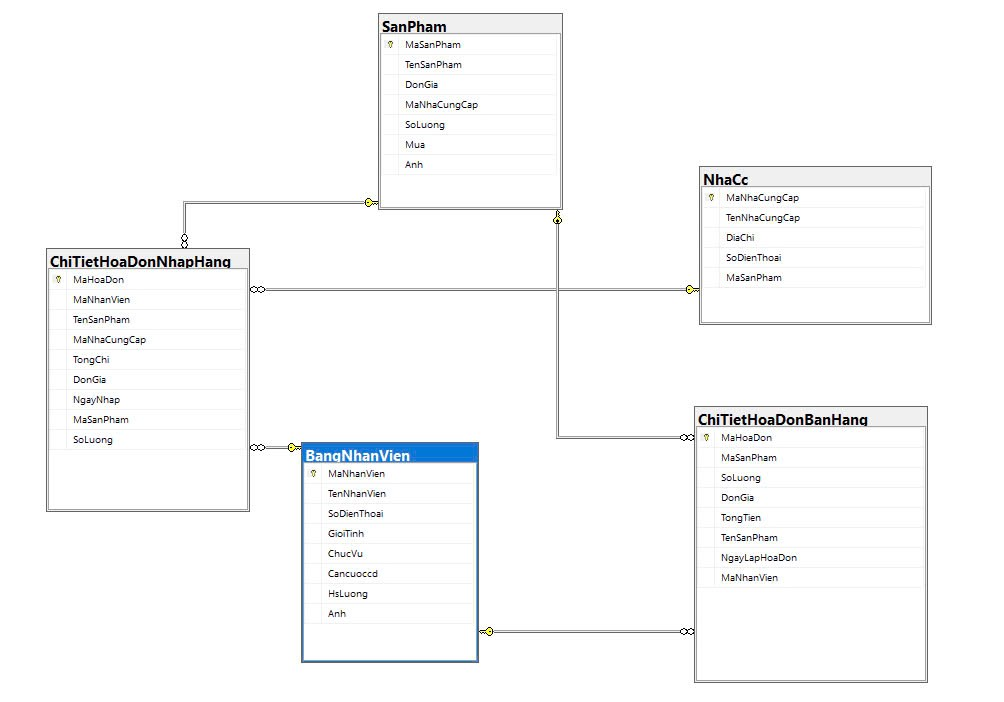 SanPham
MaSanPham
TenSanPham
DonGia
MaNhaCungCap
SoLuong
Mua
Anh
NhaCc
MaNhaCungCap
TenNhaCungCap
DiaChi
SoDienThoai
MaSanPham
ChiTietHoaDonNhapHang
MaHoaDon
MaNhanVien
TenSanPham
MaNhaCungCap
TongChi
DonGia
NgayNhap
MaSanPham
SoLuong
BangNhanVien
MaNhanVien
TenNhanVien
SoDienThoai
GioiTinh
ChucVu
Cancuoccd
HsLuong
Anh
ChiTietHoaDonBanHang
MaHoaDon
MaSanPham
SoLuong
DonGia
TongTien
TenSanPham
NgayLapHoaDon
MaNhanVien